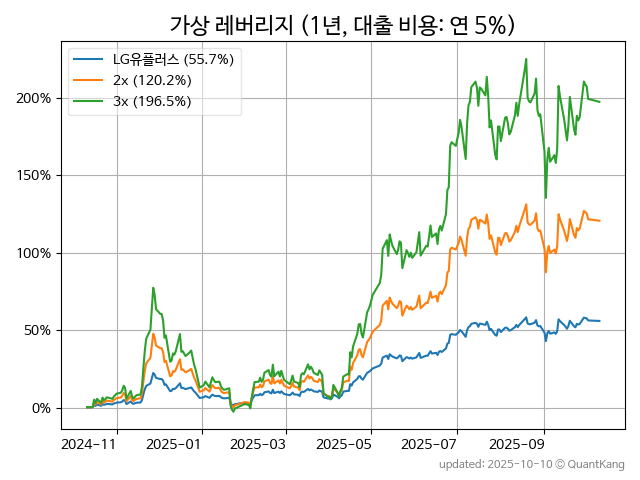 가상 레버리지 (1년, 대출 비용: 연 5%)
LG유플러스 (55.7%)
2x (120.2%)
3x (196.5%)
200%
150%
100%
50%
0%
2024-11 2025-01 2025-03 2025-05 2025-07 2025-09
updated: 2025-10-10 © QuantKang